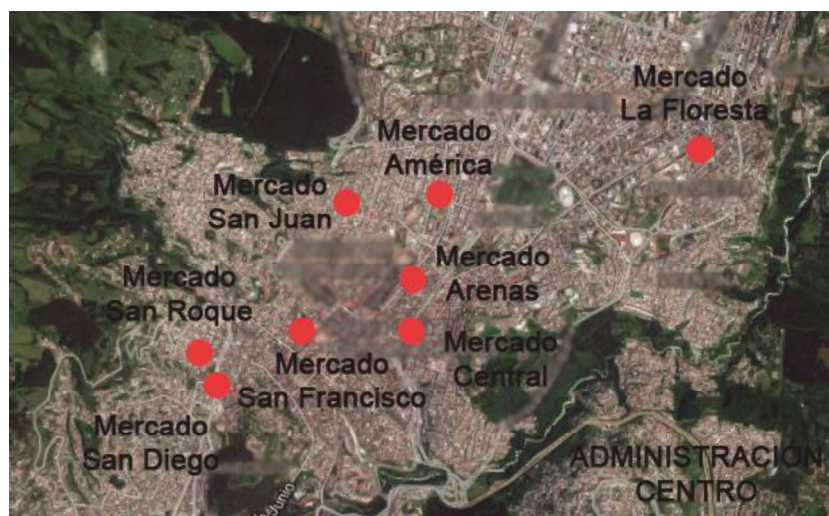 Mercado
La Floresta
Mercado
América
Mercado
San Juan
Mercado
Arenas
Mercado
San Roque
Mercado
Central
Mercado
San Francisco
Mercado
San Diego
ADMINISTRACION
CENTRO